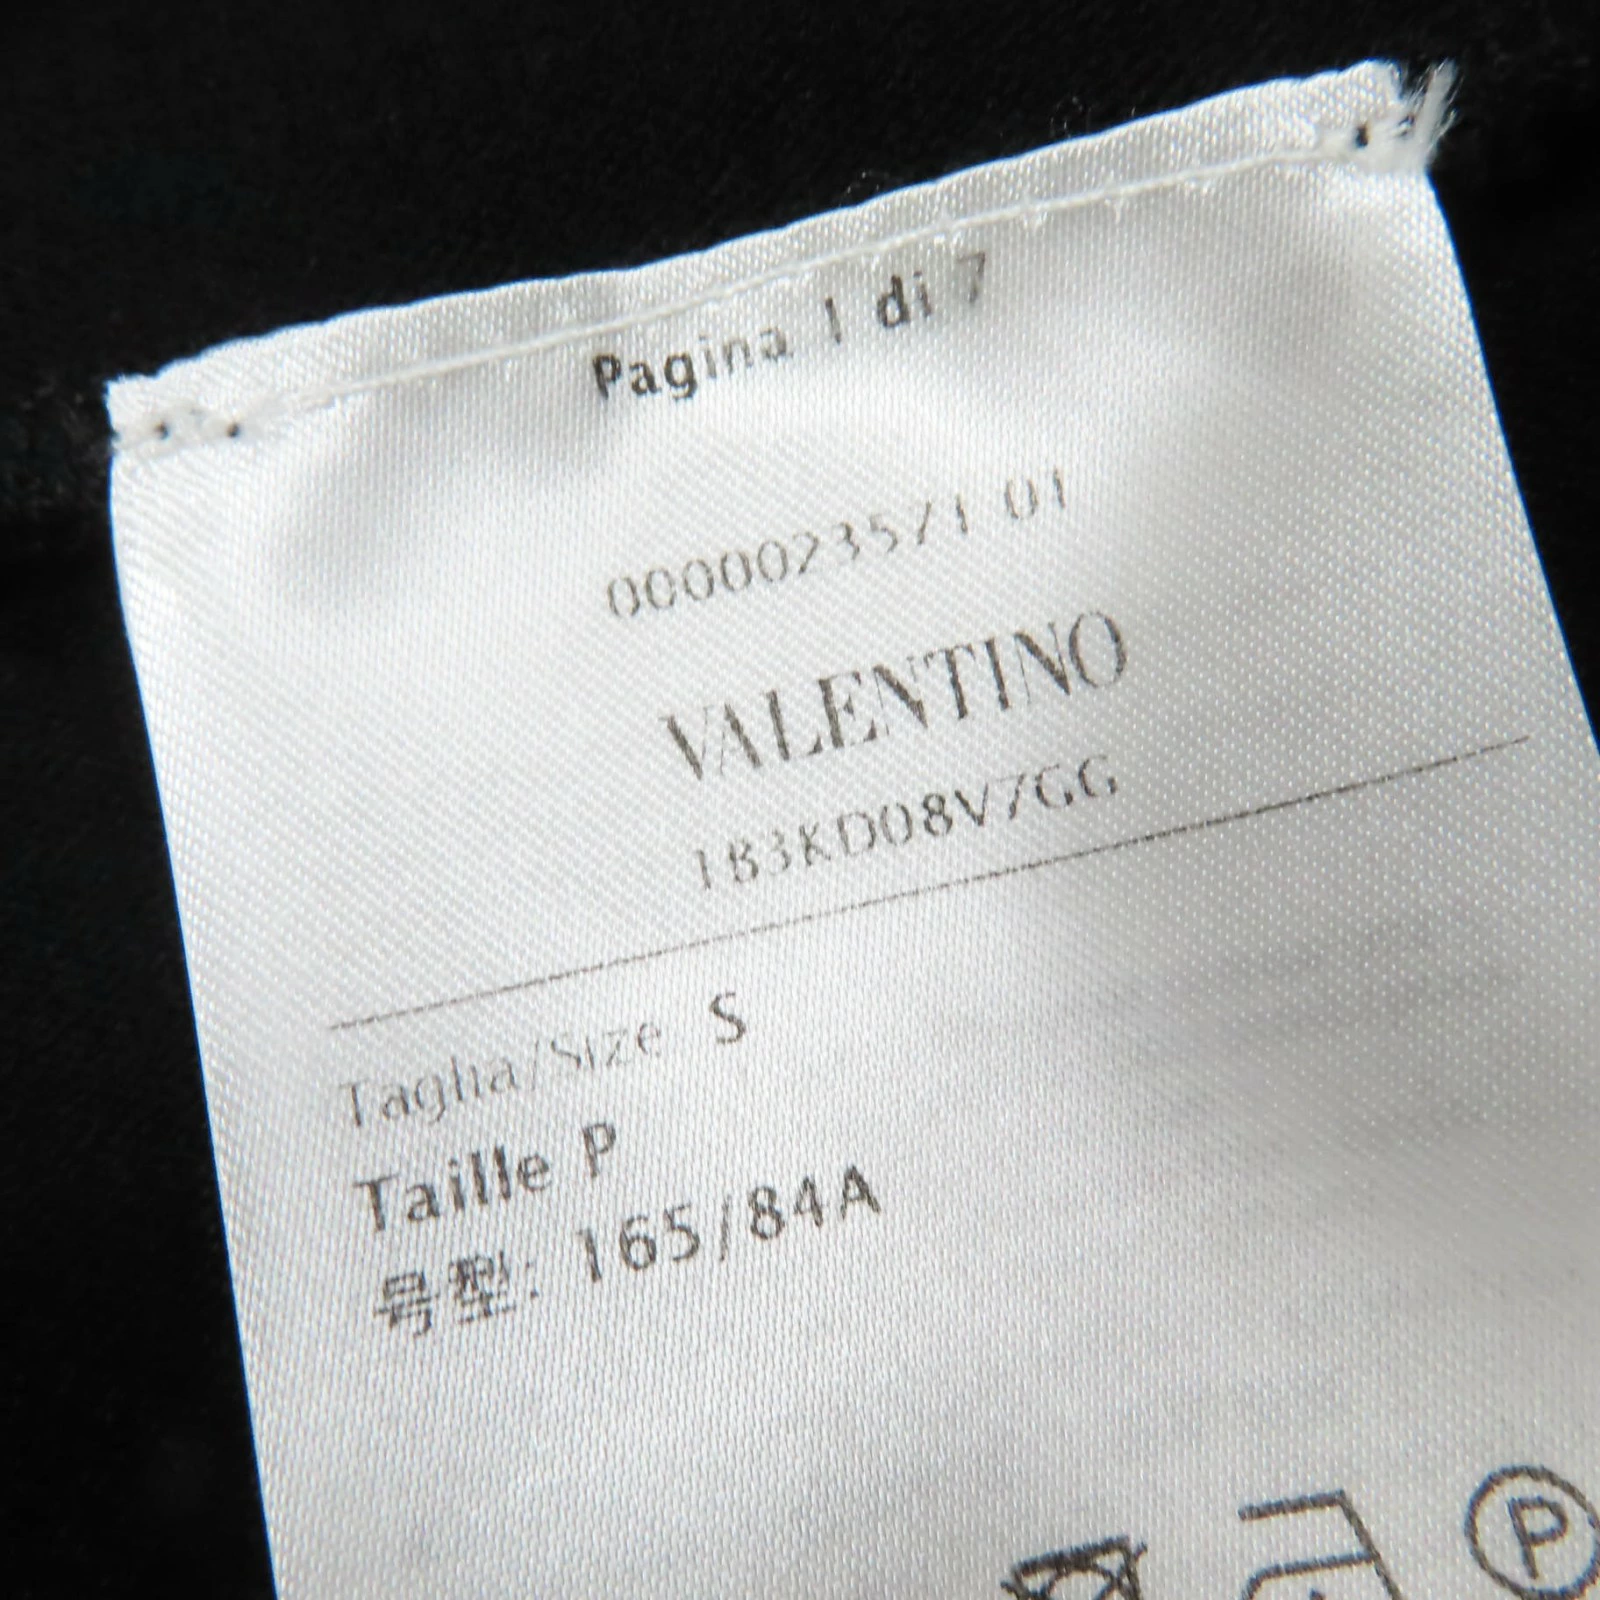 Pagina 1 di 7
00000235/1 01
VALENTINO
1B3KD08V7GG
Taglia/Size S
Taille P
号型: 165/84A
P